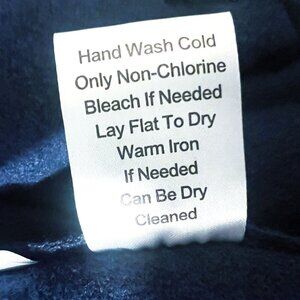 Hand Wash Cold
Only Non-Chlorine
Bleach If Needed
Lay Flat To Dry
Warm Iron
If Needed
Can Be Dry
Cleaned